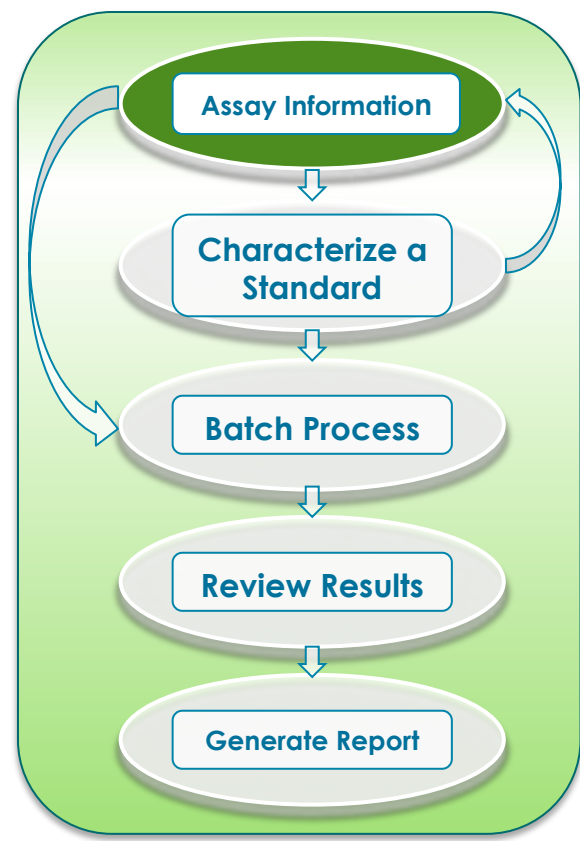 Assay Information
Characterize a
Standard
Batch Process
Review Results
Generate Report